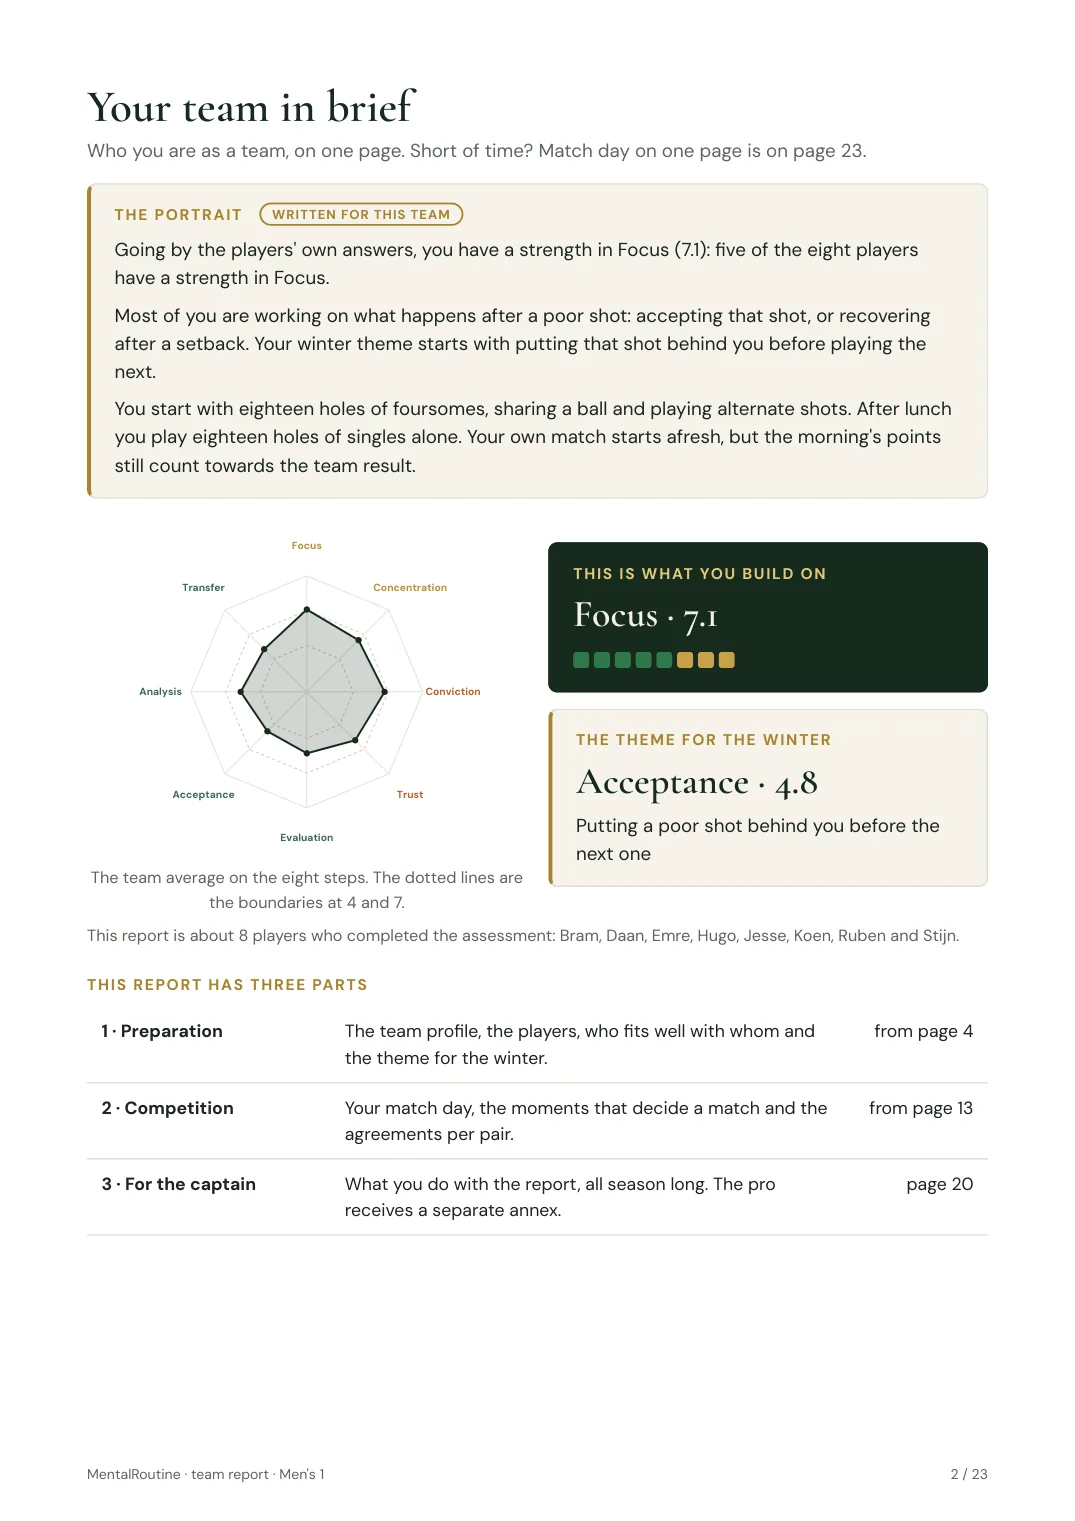 Your team in brief
Who you are as a team, on one page. Short of time? Match day on one page is on page 23.
THE PORTRAIT WRITTEN FOR THIS TEAM
Going by the players' own answers, you have a strength in Focus (7.1): five of the eight players
have a strength in Focus.
Most of you are working on what happens after a poor shot: accepting that shot, or recovering
after a setback. Your winter theme starts with putting that shot behind you before playing the
next.
You start with eighteen holes of foursomes, sharing a ball and playing alternate shots. After lunch
you play eighteen holes of singles alone. Your own match starts afresh, but the morning's points
still count towards the team result.
Focus
Concentration
Conviction
Trust
Evaluation
Acceptance
Analysis
Transfer
The team average on the eight steps. The dotted lines are
the boundaries at 4 and 7.
THIS IS WHAT YOU BUILD ON
Focus · 7.1
THE THEME FOR THE WINTER
Acceptance · 4.8
Putting a poor shot behind you before the
next one
This report is about 8 players who completed the assessment: Bram, Daan, Emre, Hugo, Jesse, Koen, Ruben and Stijn.
THIS REPORT HAS THREE PARTS
1 · Preparation The team profile, the players, who fits well with whom and from page 4
the theme for the winter.
2 · Competition Your match day, the moments that decide a match and the from page 13
agreements per pair.
3 · For the captain What you do with the report, all season long. The pro page 20
receives a separate annex.
MentalRoutine · team report · Men's 1 2 / 23